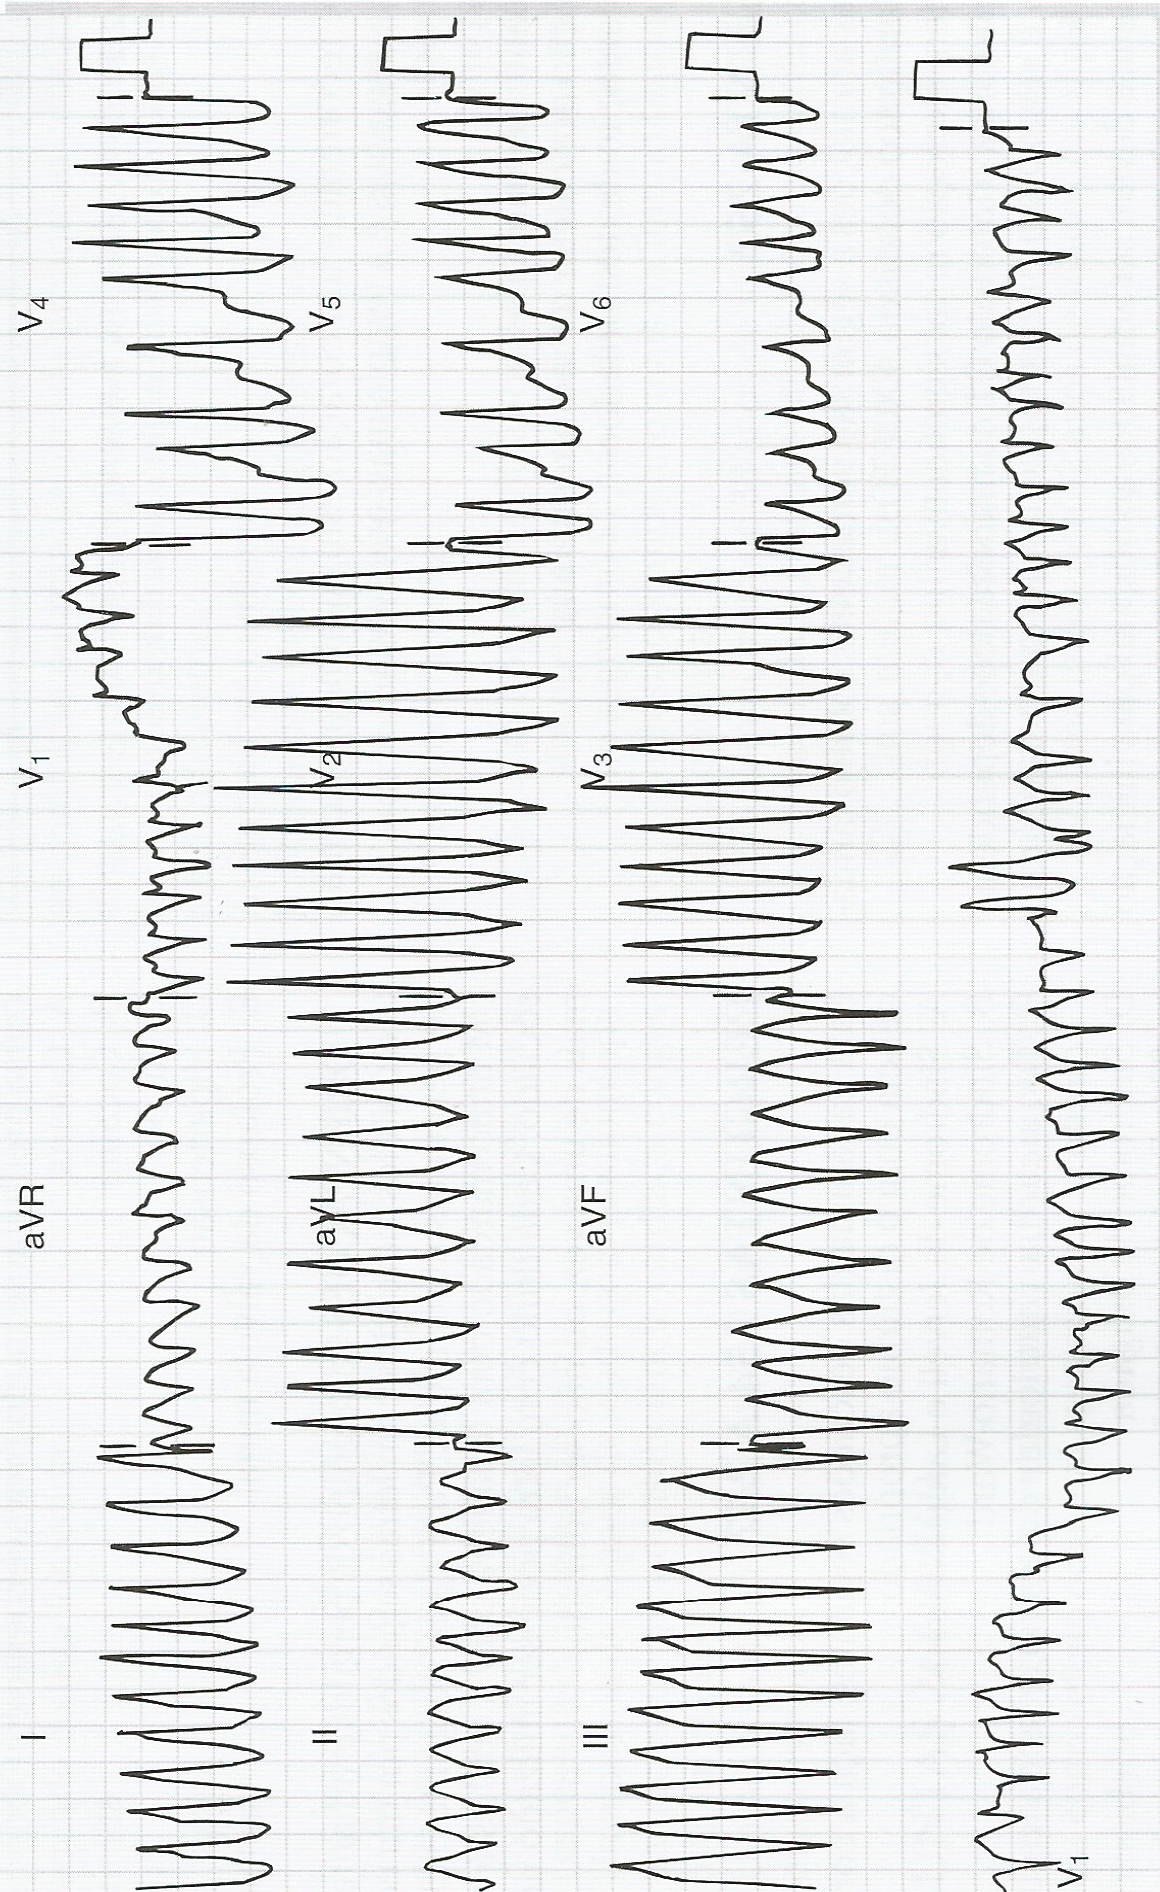 I aVR V₁ V₄
II aVL V₂ V₅
III aVF V₃ V₆
V₁